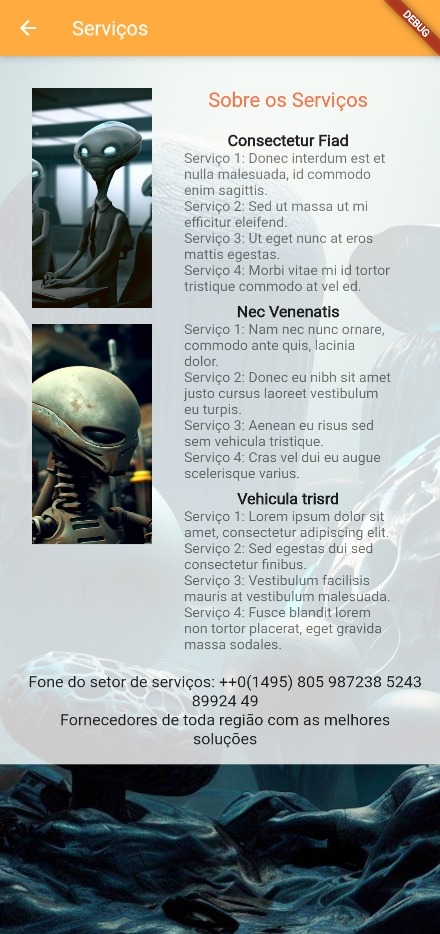 Serviços
DEBUG
Sobre os Serviços
Consectetur Fiad
Serviço 1: Donec interdum est et
nulla malesuada, id commodo
enim sagittis.
Serviço 2: Sed ut massa ut mi
efficitur eleifend.
Serviço 3: Ut eget nunc at eros
mattis egestas.
Serviço 4: Morbi vitae mi id tortor
tristique commodo at vel ed.
Nec Venenatis
Serviço 1: Nam nec nunc ornare,
commodo ante quis, lacinia
dolor.
Serviço 2: Donec eu nibh sit amet
justo cursus laoreet vestibulum
eu turpis.
Serviço 3: Aenean eu risus sed
sem vehicula tristique.
Serviço 4: Cras vel dui eu augue
scelerisque varius.
Vehicula trisrd
Serviço 1: Lorem ipsum dolor sit
amet, consectetur adipiscing elit.
Serviço 2: Sed egestas dui sed
consectetur finibus.
Serviço 3: Vestibulum facilisis
mauris at vestibulum malesuada.
Serviço 4: Fusce blandit lorem
non tortor placerat, eget gravida
massa sodales.
Fone do setor de serviços: ++0(1495) 805 987238 5243
89924 49
Fornecedores de toda região com as melhores
soluções